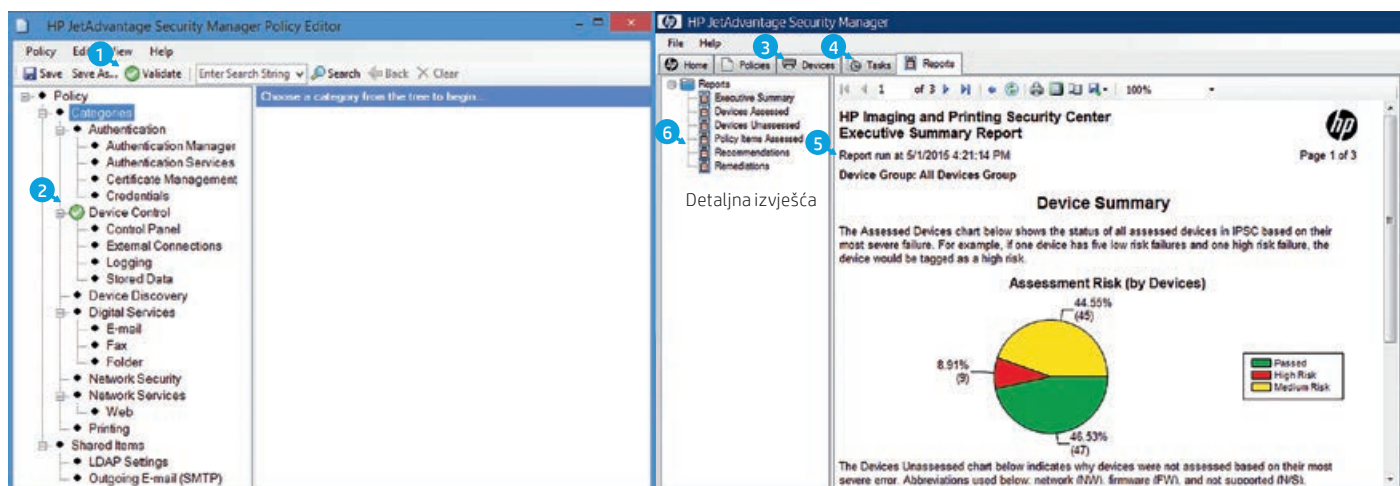 HP JetAdvantage Security Manager Policy Editor
Policy Edit View Help
1
Save Save As... Validate Enter Search String Search Back Clear
Policy
Choose a category from the tree to begin...
Categories
Authentication
Authentication Manager
Authentication Services
Certificate Management
Credentials
2
Device Control
Control Panel
External Connections
Logging
Stored Data
Device Discovery
Digital Services
E-mail
Fax
Folder
Network Security
Network Services
Web
Printing
Shared Items
LDAP Settings
Outgoing E-mail (SMTP)
HP JetAdvantage Security Manager
File Help
3
4
Home Policies Devices Tasks Reports
Reports
Executive Summary
Devices Assessed
Devices Unassessed
6
Policy Items Assessed
Recommendations
Remediations
Detaljna izvješća
1 of 3 100%
HP Imaging and Printing Security Center
Executive Summary Report
hp
5
Report run at 5/1/2015 4:21:14 PM
Page 1 of 3
Device Group: All Devices Group
Device Summary
The Assessed Devices chart below shows the status of all assessed devices in IPSC based on their
most severe failure. For example, if one device has five low risk failures and one high risk failure, the
device would be tagged as a high risk.
Assessment Risk (by Devices)
44.55%
(45)
8.91%
(9)
Passed
High Risk
Medium Risk
46.53%
(47)
The Devices Unassessed chart below indicates why devices were not assessed based on their most
severe error. Abbreviations used below: network (NW), firmware (FW), and not supported (N/S).